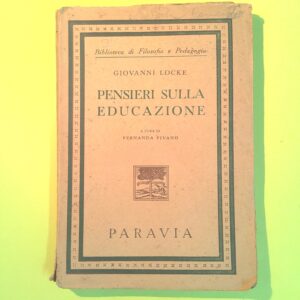 Biblioteca di Filosofia e Pedagogia
GIOVANNI LOCKE
PENSIERI SULLA
EDUCAZIONE
A CURA DI
FERNANDA PIVANO
PARAVIA